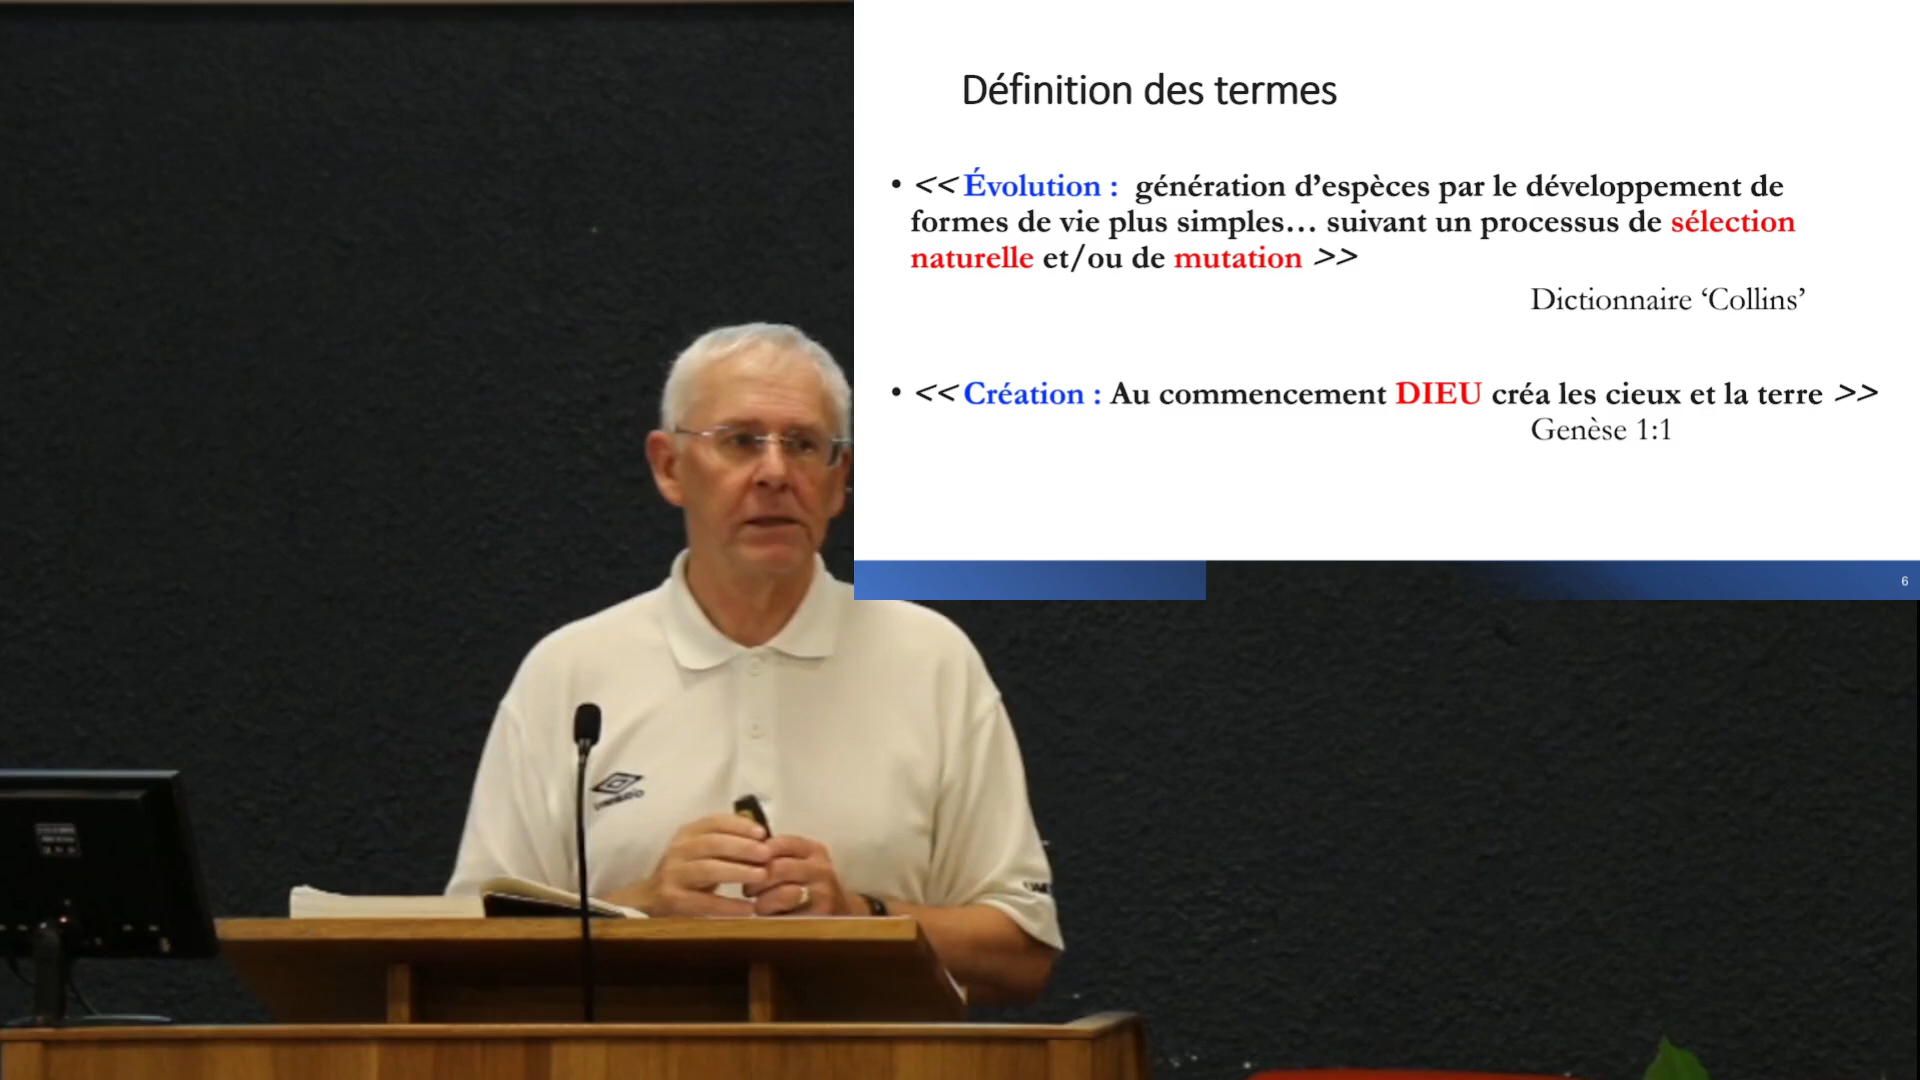 Définition des termes
• << Évolution : génération d’espèces par le développement de
formes de vie plus simples… suivant un processus de sélection
naturelle et/ou de mutation >>
Dictionnaire ‘Collins’
• << Création : Au commencement DIEU créa les cieux et la terre >>
Genèse 1:1
6